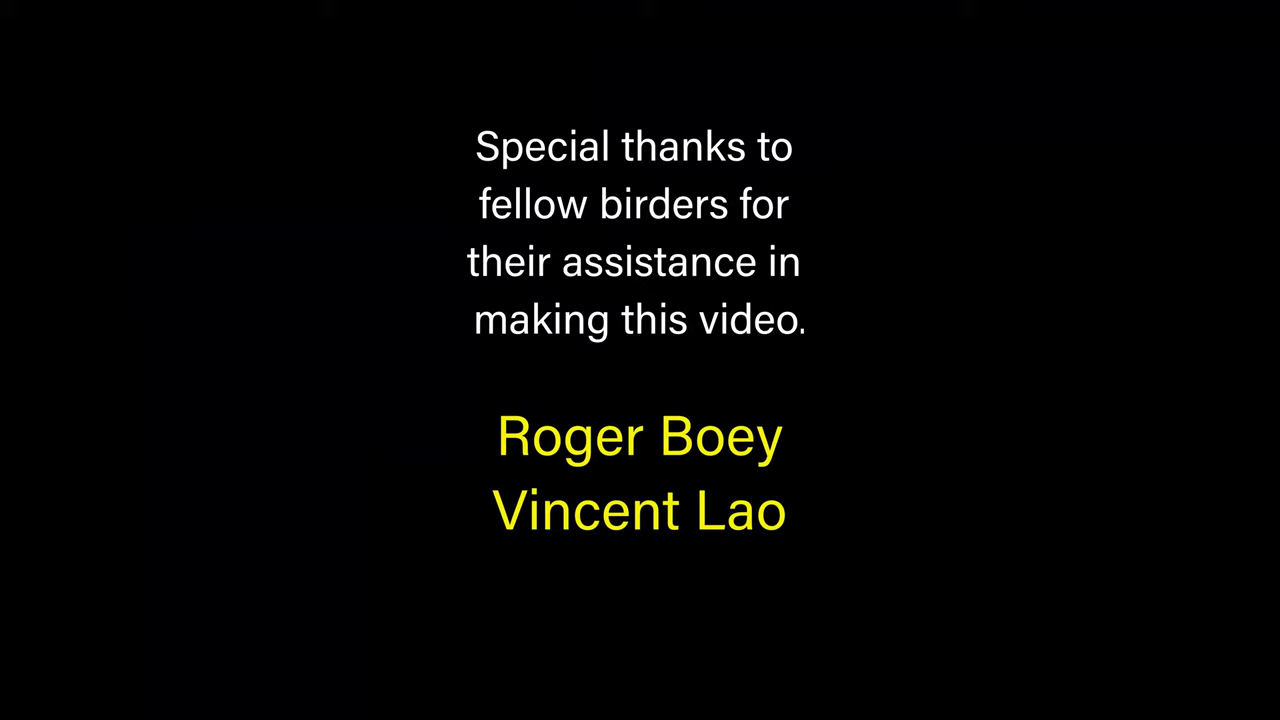 Special thanks to
fellow birders for
their assistance in
making this video.
Roger Boey
Vincent Lao